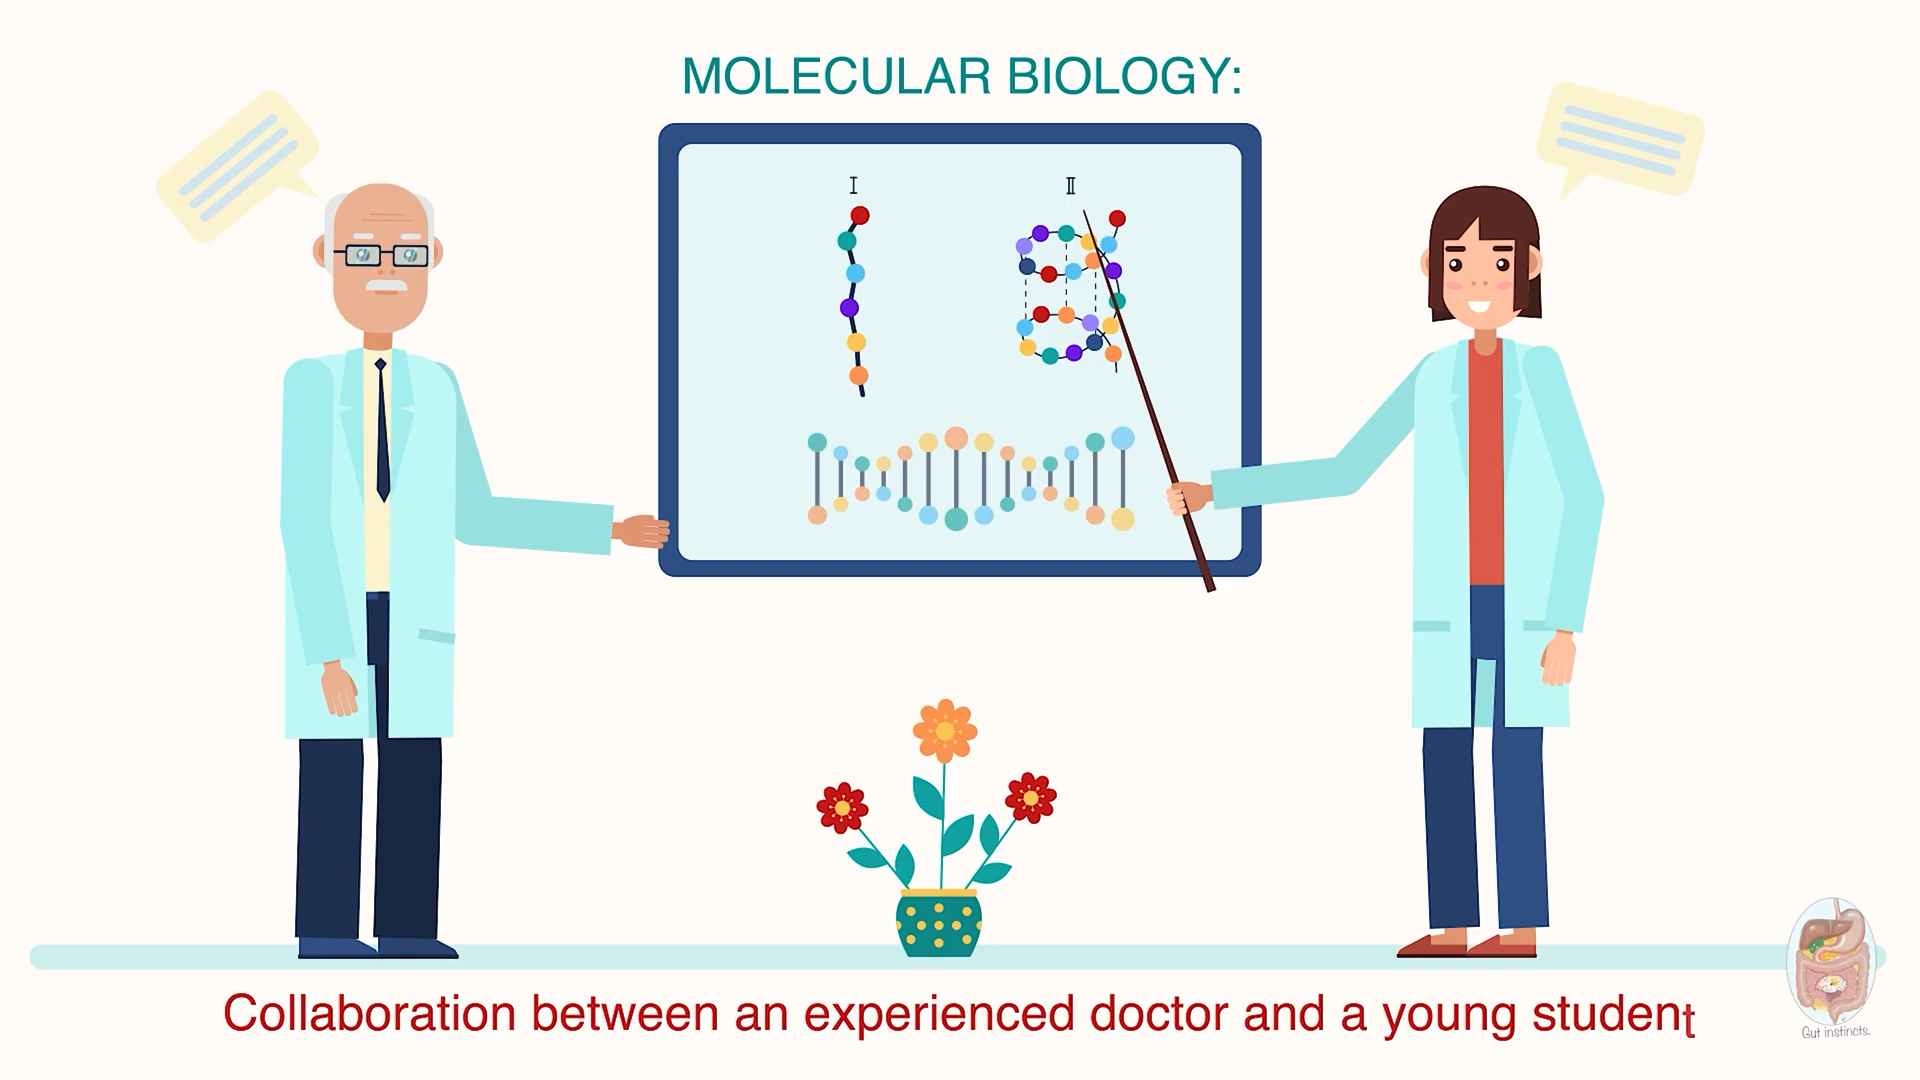 MOLECULAR BIOLOGY:
I II
Collaboration between an experienced doctor and a young student
Gut instincts.